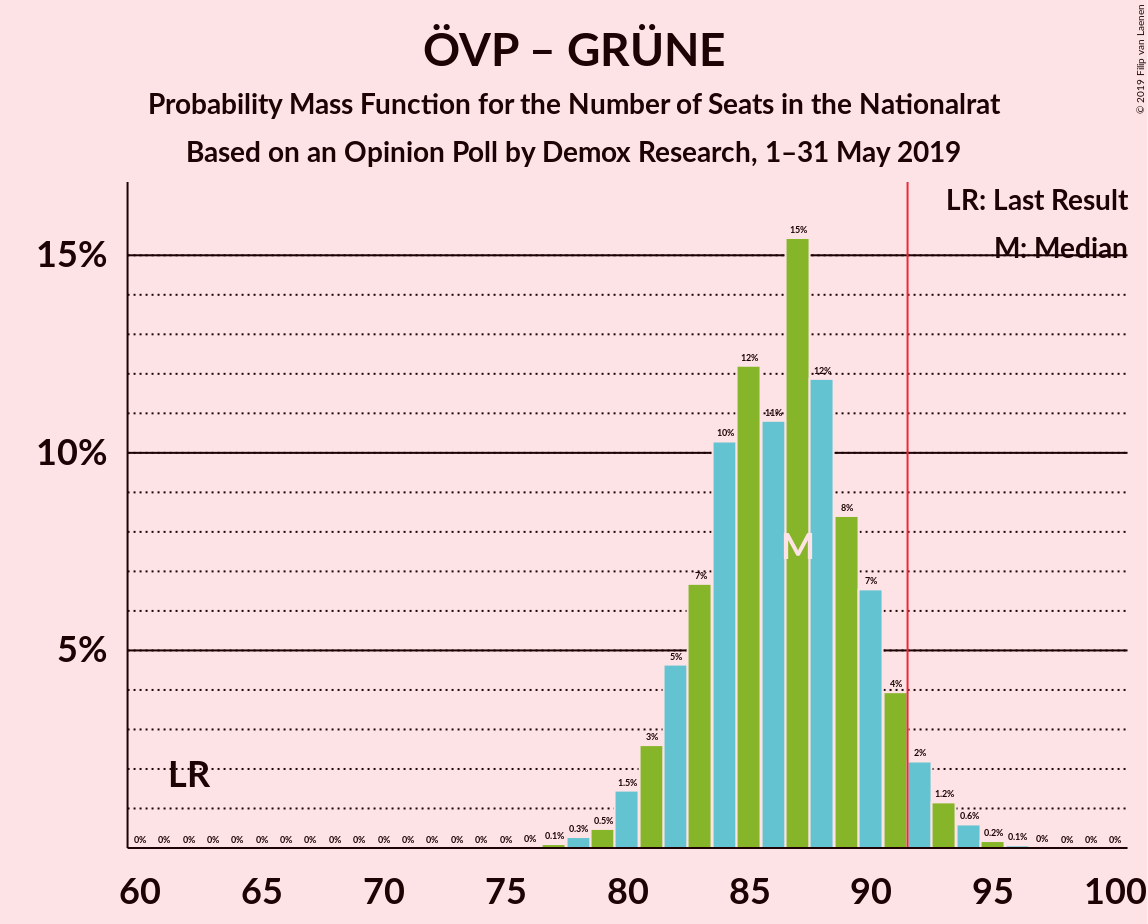 ÖVP – GRÜNE
Probability Mass Function for the Number of Seats in the Nationalrat
Based on an Opinion Poll by Demox Research, 1–31 May 2019
© 2019 Filip van Laenen
LR: Last Result
M: Median
15%
10%
5%
15%
12%
12%
11%
10%
8%
7%
7%
5%
4%
3%
2%
1.5%
1.2%
0.6%
0.5%
0.3%
0.2%
0.1%
0.1%
M
LR
0% 0% 0% 0% 0% 0% 0% 0% 0% 0% 0% 0% 0% 0% 0% 0% 0% 0% 0% 0% 0%
60 65 70 75 80 85 90 95 100